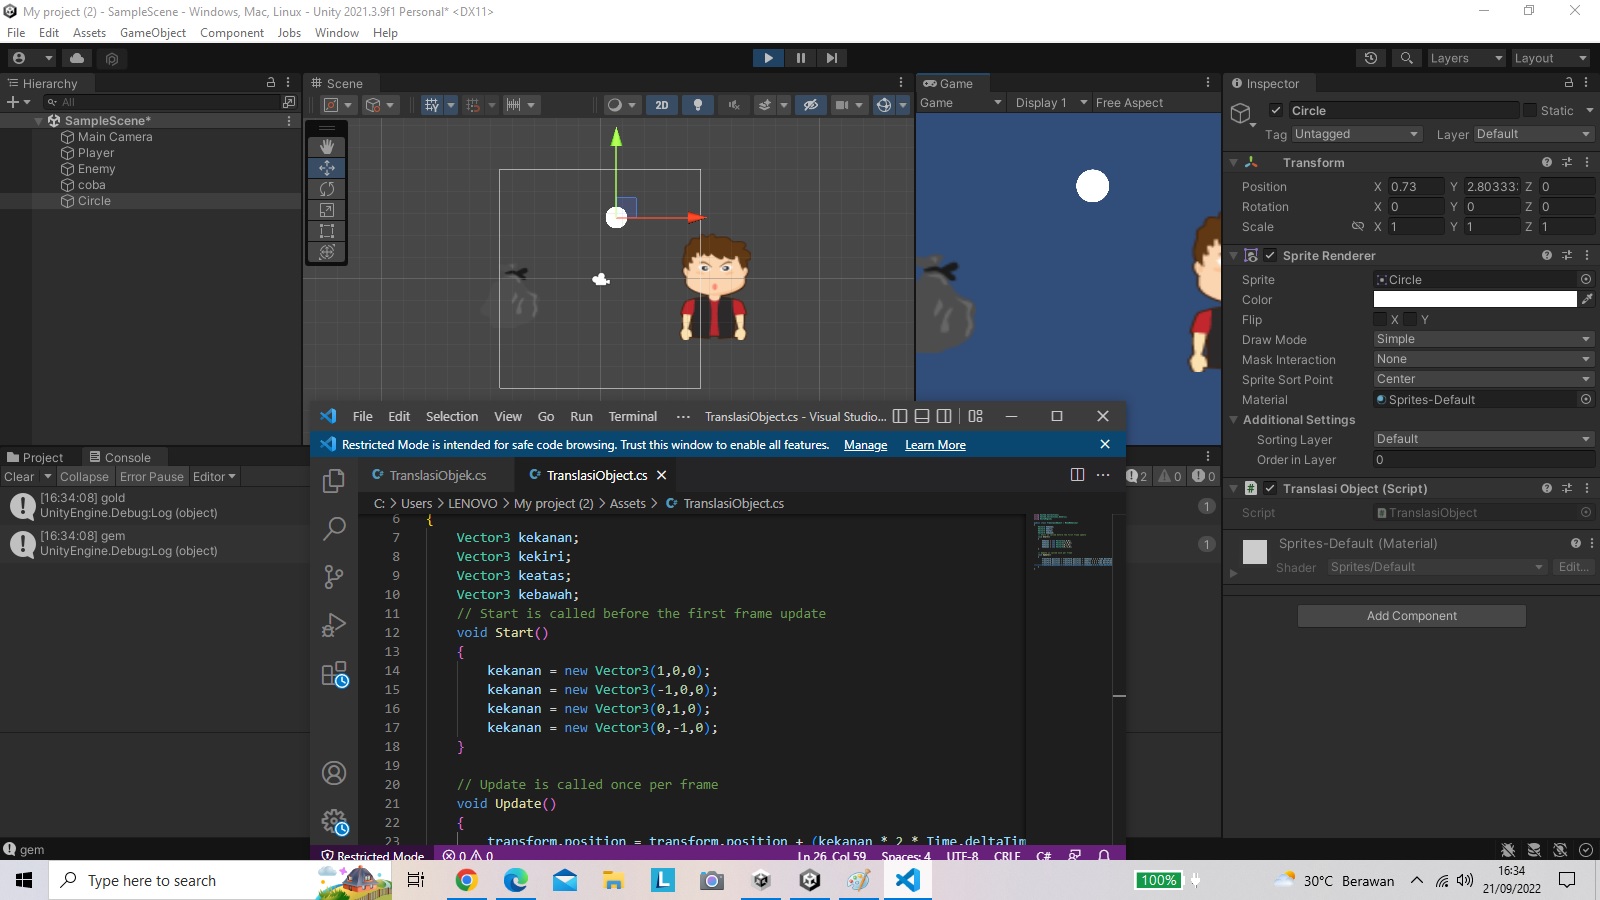 My project (2) - SampleScene - Windows, Mac, Linux - Unity 2021.3.9f1 Personal* <DX11>
File Edit Assets GameObject Component Jobs Window Help
Layers Layout
Hierarchy
All
SampleScene*
Main Camera
Player
Enemy
coba
Circle
Scene
2D
Game
Game Display 1 Free Aspect
Inspector
Circle Static
Tag Untagged Layer Default
Transform
Position X 0.73 Y 2.80333 Z 0
Rotation X 0 Y 0 Z 0
Scale X 1 Y 1 Z 1
Sprite Renderer
Sprite Circle
Color
Flip X Y
Draw Mode Simple
Mask Interaction None
Sprite Sort Point Center
Material Sprites-Default
Additional Settings
Sorting Layer Default
Order in Layer 0
Translasi Object (Script)
Script TranslasiObject
Sprites-Default (Material)
Shader Sprites/Default Edit...
Add Component
Project Console
Clear Collapse Error Pause Editor
2 0 0
[16:34:08] gold
UnityEngine.Debug:Log (object)
1
[16:34:08] gem
UnityEngine.Debug:Log (object)
1
File Edit Selection View Go Run Terminal ··· TranslasiObject.cs - Visual Studio...
Restricted Mode is intended for safe code browsing. Trust this window to enable all features. Manage Learn More
TranslasiObjek.cs TranslasiObject.cs
C: > Users > LENOVO > My project (2) > Assets > TranslasiObject.cs
6 {
7 Vector3 kekanan;
8 Vector3 kekiri;
9 Vector3 keatas;
10 Vector3 kebawah;
11 // Start is called before the first frame update
12 void Start()
13 {
14 kekanan = new Vector3(1,0,0);
15 kekanan = new Vector3(-1,0,0);
16 kekanan = new Vector3(0,1,0);
17 kekanan = new Vector3(0,-1,0);
18 }
19
20 // Update is called once per frame
21 void Update()
22 {
23 transform.position = transform.position + (kekanan * 2 * Time.deltaTim
Restricted Mode 0 0 Ln 26, Col 59 Spaces: 4 UTF-8 CRLF C#
gem
Type here to search
L
100%
30°C Berawan
16:34
21/09/2022